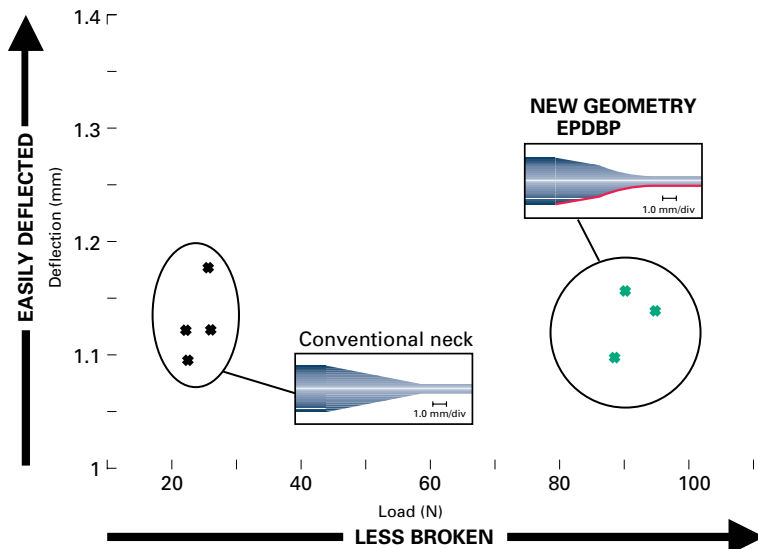 1.4
1.3
1.2
1.1
1
EASILY DEFLECTED
Deflection (mm)
NEW GEOMETRY
EPDBP
1.0 mm/div
Conventional neck
1.0 mm/div
20 40 60 80 100
Load (N)
LESS BROKEN